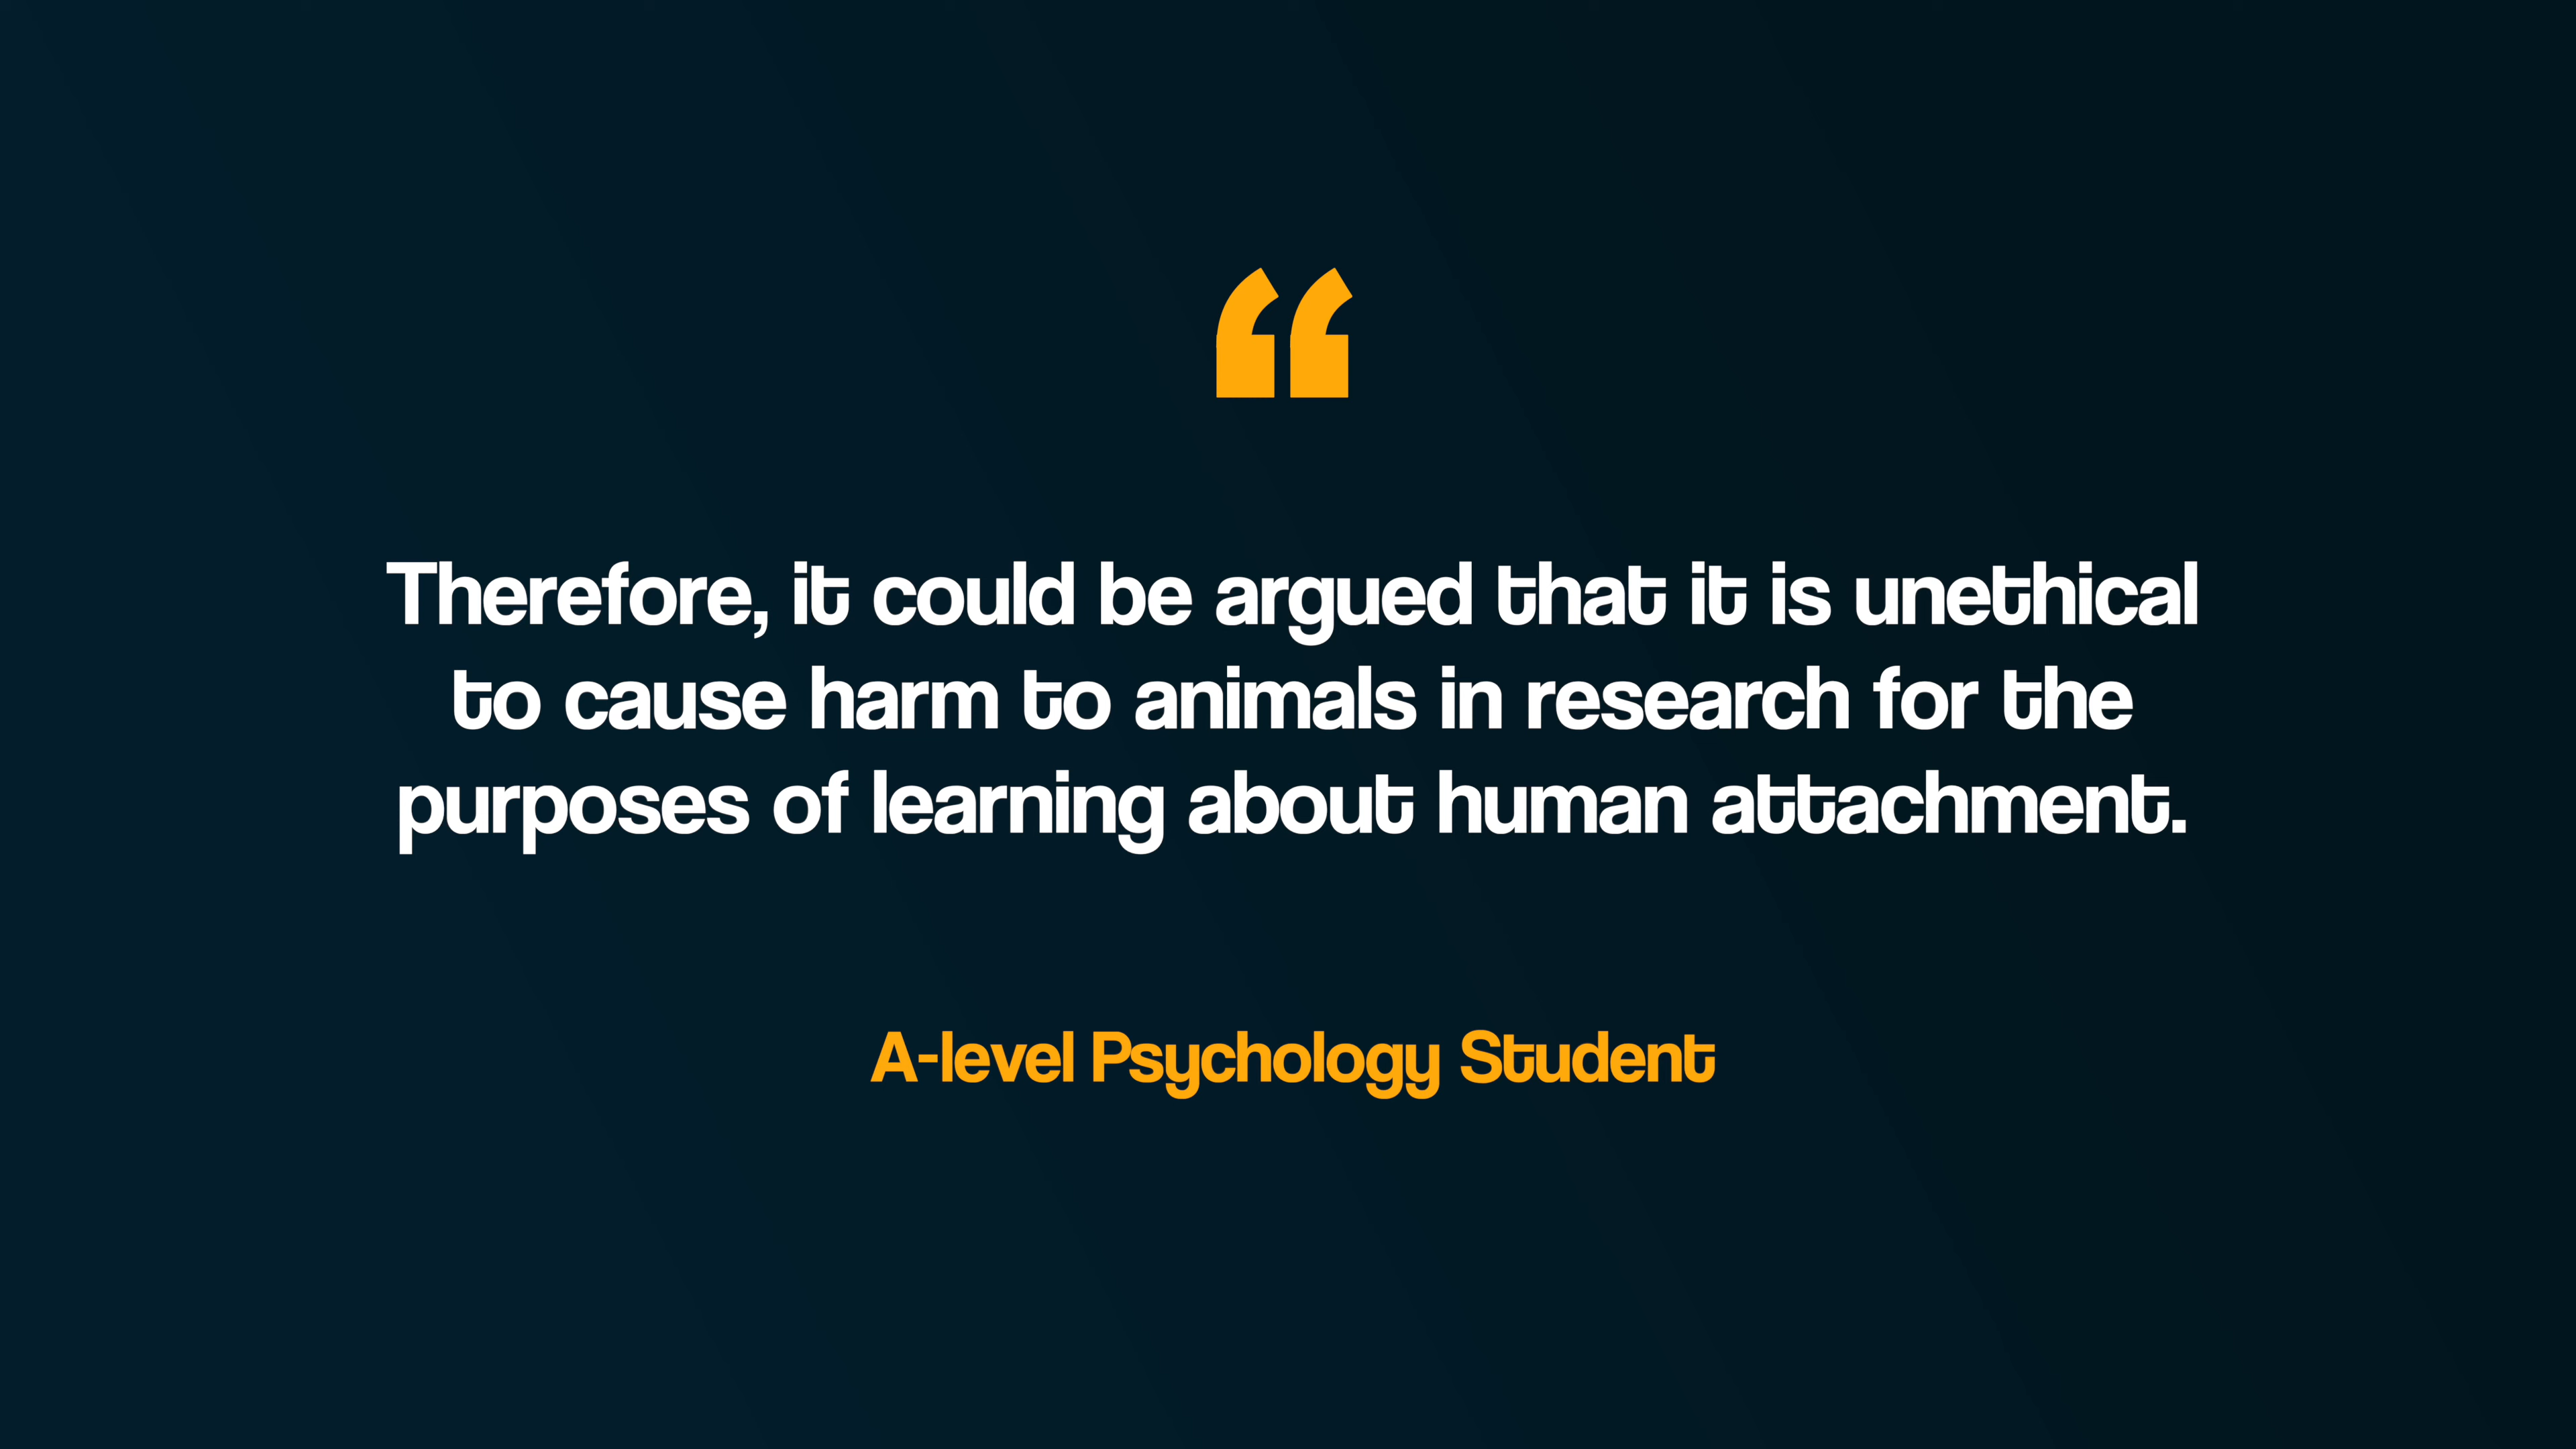 “
Therefore, it could be argued that it is unethical
to cause harm to animals in research for the
purposes of learning about human attachment.
A-level Psychology Student